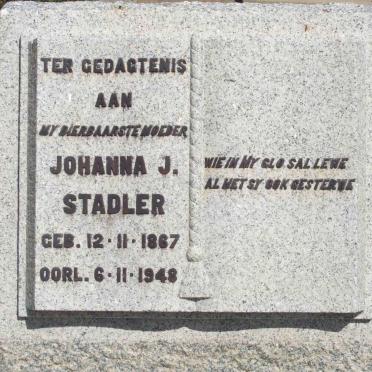 TER GEDAGTENIS
AAN
MY DIERBAARSTE MOEDER
JOHANNA J.
STADLER
GEB. 12·11·1867
OORL. 6·11·1948
WIE IN MY GLO SAL LEWE
AL HET SY OOK GESTERWE